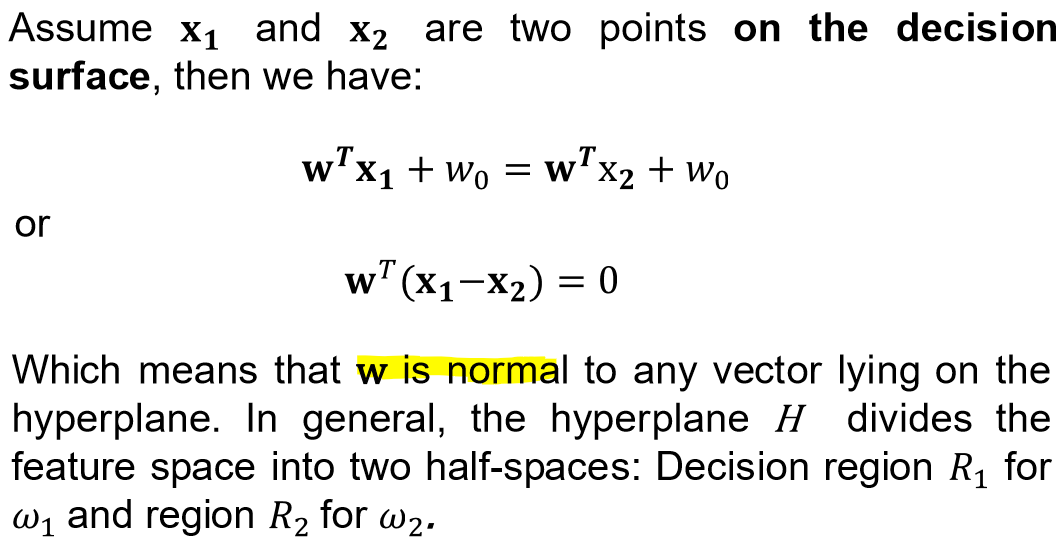 Assume x₁ and x₂ are two points on the decision
surface, then we have:
wᵀx₁ + w₀ = wᵀx₂ + w₀
or
wᵀ(x₁−x₂) = 0
Which means that w is normal to any vector lying on the
hyperplane. In general, the hyperplane H divides the
feature space into two half-spaces: Decision region R₁ for
ω₁ and region R₂ for ω₂.